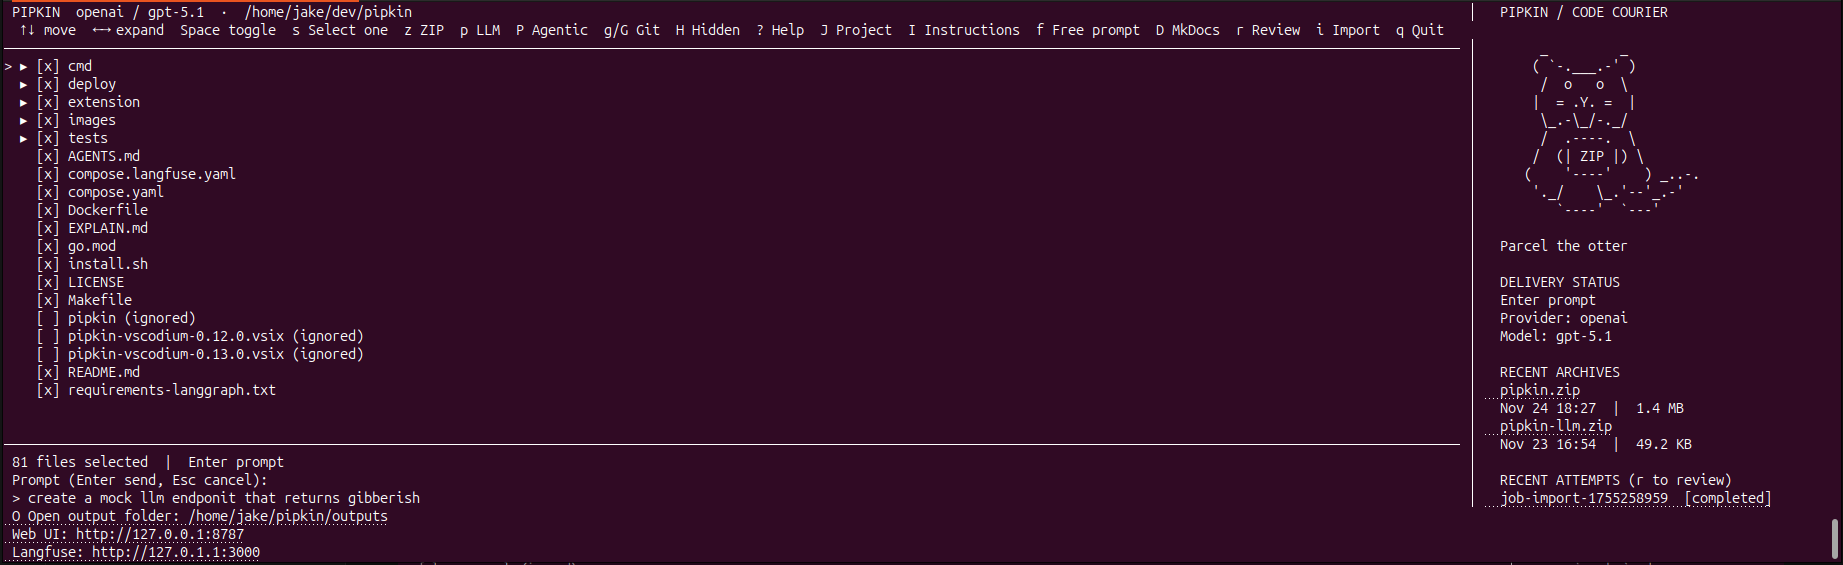 PIPKIN  openai / gpt-5.1  ·  /home/jake/dev/pipkin
↑↓ move  ←→ expand  Space toggle  s Select one  z ZIP  p LLM  P Agentic  g/G Git  H Hidden  ? Help  J Project  I Instructions  f Free prompt  D MkDocs  r Review  i Import  q Quit
> ▸ [x] cmd
▸ [x] deploy
▸ [x] extension
▸ [x] images
▸ [x] tests
[x] AGENTS.md
[x] compose.langfuse.yaml
[x] compose.yaml
[x] Dockerfile
[x] EXPLAIN.md
[x] go.mod
[x] install.sh
[x] LICENSE
[x] Makefile
[ ] pipkin (ignored)
[ ] pipkin-vscodium-0.12.0.vsix (ignored)
[ ] pipkin-vscodium-0.13.0.vsix (ignored)
[x] README.md
[x] requirements-langgraph.txt
81 files selected  |  Enter prompt
Prompt (Enter send, Esc cancel):
> create a mock llm endponit that returns gibberish
O Open output folder: /home/jake/pipkin/outputs
Web UI: http://127.0.0.1:8787
Langfuse: http://127.0.1.1:3000
PIPKIN / CODE COURIER
ZIP
Parcel the otter
DELIVERY STATUS
Enter prompt
Provider: openai
Model: gpt-5.1
RECENT ARCHIVES
pipkin.zip
Nov 24 18:27  |  1.4 MB
pipkin-llm.zip
Nov 23 16:54  |  49.2 KB
RECENT ATTEMPTS (r to review)
job-import-1755258959  [completed]